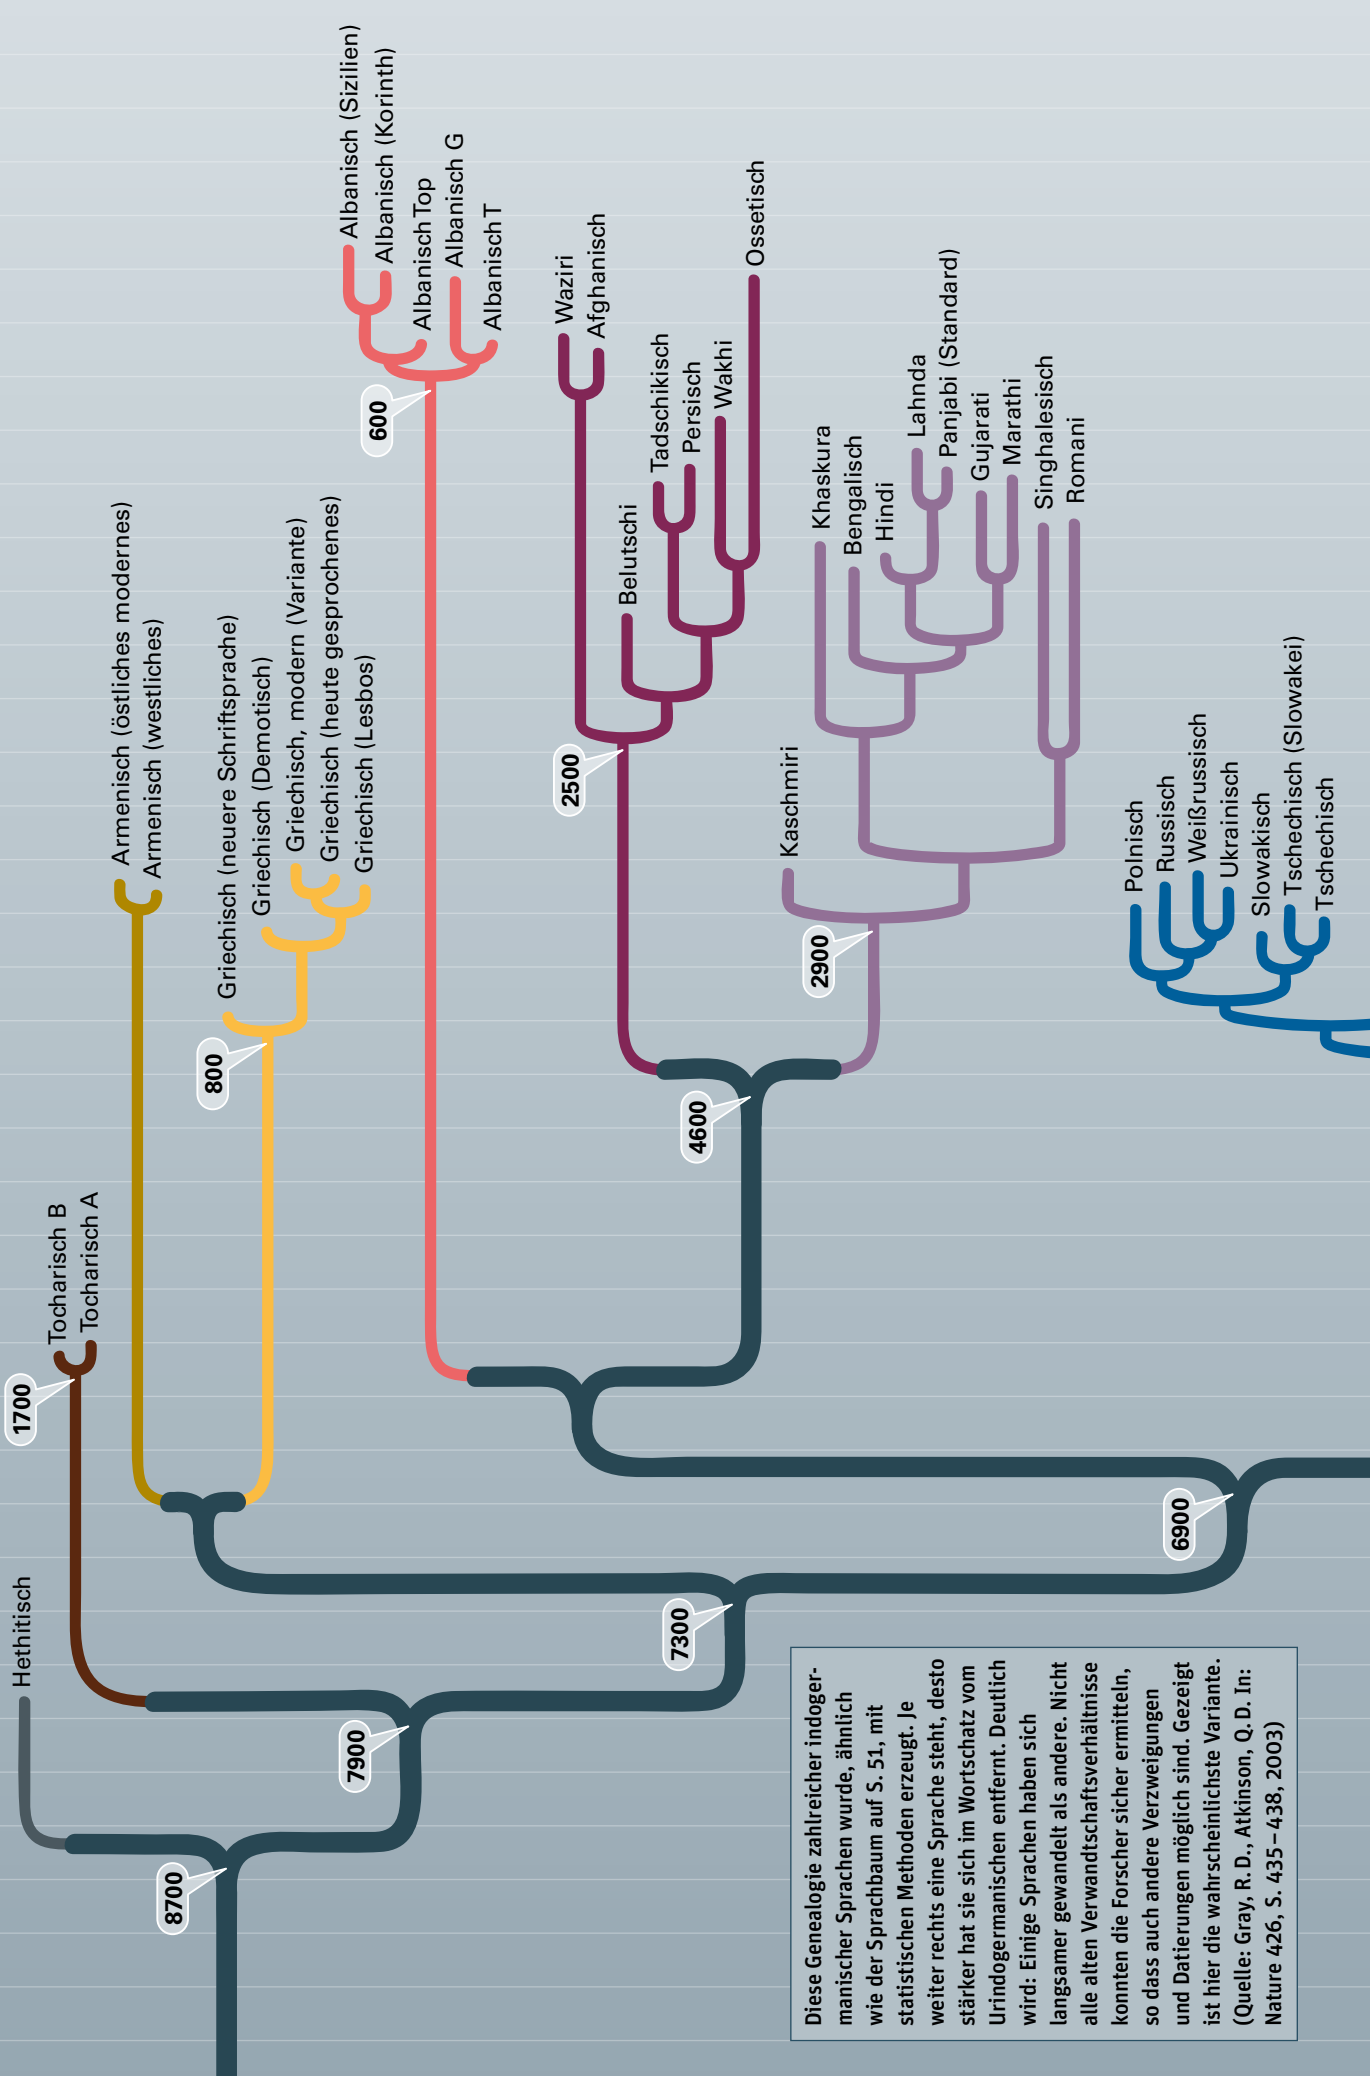 Hethitisch
Tocharisch B
Tocharisch A
1700
Armenisch (östliches modernes)
Armenisch (westliches)
Griechisch (neuere Schriftsprache)
Griechisch (Demotisch)
Griechisch, modern (Variante)
Griechisch (heute gesprochenes)
Griechisch (Lesbos)
800
Albanisch (Sizilien)
Albanisch (Korinth)
Albanisch Top
Albanisch G
Albanisch T
600
Waziri
Afghanisch
Belutschi
Tadschikisch
Persisch
Wakhi
Ossetisch
2500
Kaschmiri
Khaskura
Bengalisch
Hindi
Lahnda
Panjabi (Standard)
Gujarati
Marathi
Singhalesisch
Romani
2900
4600
Polnisch
Russisch
Weißrussisch
Ukrainisch
Slowakisch
Tschechisch (Slowakei)
Tschechisch
8700
7900
7300
6900
Diese Genealogie zahlreicher indoger-
manischer Sprachen wurde, ähnlich
wie der Sprachbaum auf S. 51, mit
statistischen Methoden erzeugt. Je
weiter rechts eine Sprache steht, desto
stärker hat sie sich im Wortschatz vom
Urindogermanischen entfernt. Deutlich
wird: Einige Sprachen haben sich
langsamer gewandelt als andere. Nicht
alle alten Verwandtschaftsverhältnisse
konnten die Forscher sicher ermitteln,
so dass auch andere Verzweigungen
und Datierungen möglich sind. Gezeigt
ist hier die wahrscheinlichste Variante.
(Quelle: Gray, R. D., Atkinson, Q. D. In:
Nature 426, S. 435–438, 2003)